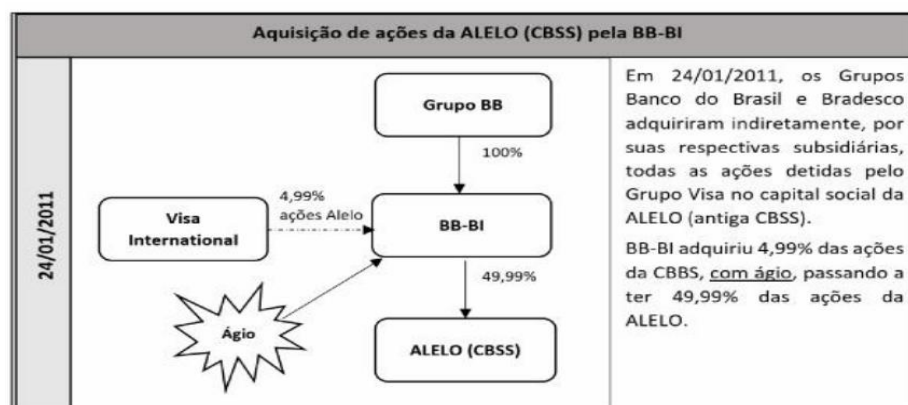 Aquisição de ações da ALELO (CBSS) pela BB-BI
24/01/2011
Grupo BB
100%
4,99%
ações Alelo
Visa
International
BB-BI
49,99%
Ágio
ALELO (CBSS)
Em 24/01/2011, os Grupos
Banco do Brasil e Bradesco
adquiriram indiretamente, por
suas respectivas subsidiárias,
todas as ações detidas pelo
Grupo Visa no capital social da
ALELO (antiga CBSS).
BB-BI adquiriu 4,99% das ações
da CBBS, com ágio, passando a
ter 49,99% das ações da
ALELO.